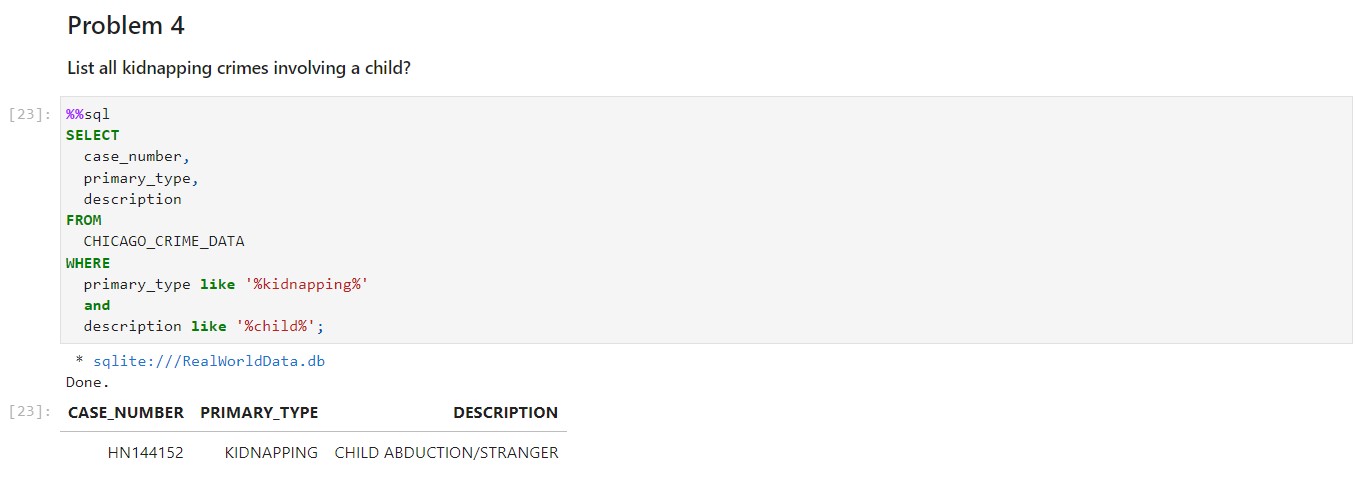 Problem 4
List all kidnapping crimes involving a child?
[23]: %%sql
SELECT
case_number,
primary_type,
description
FROM
CHICAGO_CRIME_DATA
WHERE
primary_type like '%kidnapping%'
and
description like '%child%';
* sqlite:///RealWorldData.db
Done.
[23]: CASE_NUMBER PRIMARY_TYPE DESCRIPTION
HN144152 KIDNAPPING CHILD ABDUCTION/STRANGER